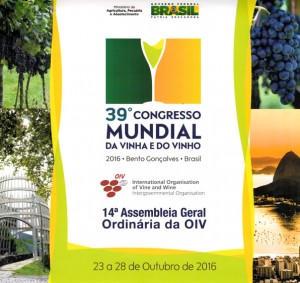 Ministério da
Agricultura, Pecuária
e Abastecimento
GOVERNO FEDERAL
BRASIL
PÁTRIA EDUCADORA
39° CONGRESSO
MUNDIAL
DA VINHA E DO VINHO
2016 • Bento Gonçalves • Brasil
OIV
International Organisation
of Vine and Wine
Intergovernmental Organisation
14ª Assembleia Geral
Ordinária da OIV
23 a 28 de Outubro de 2016